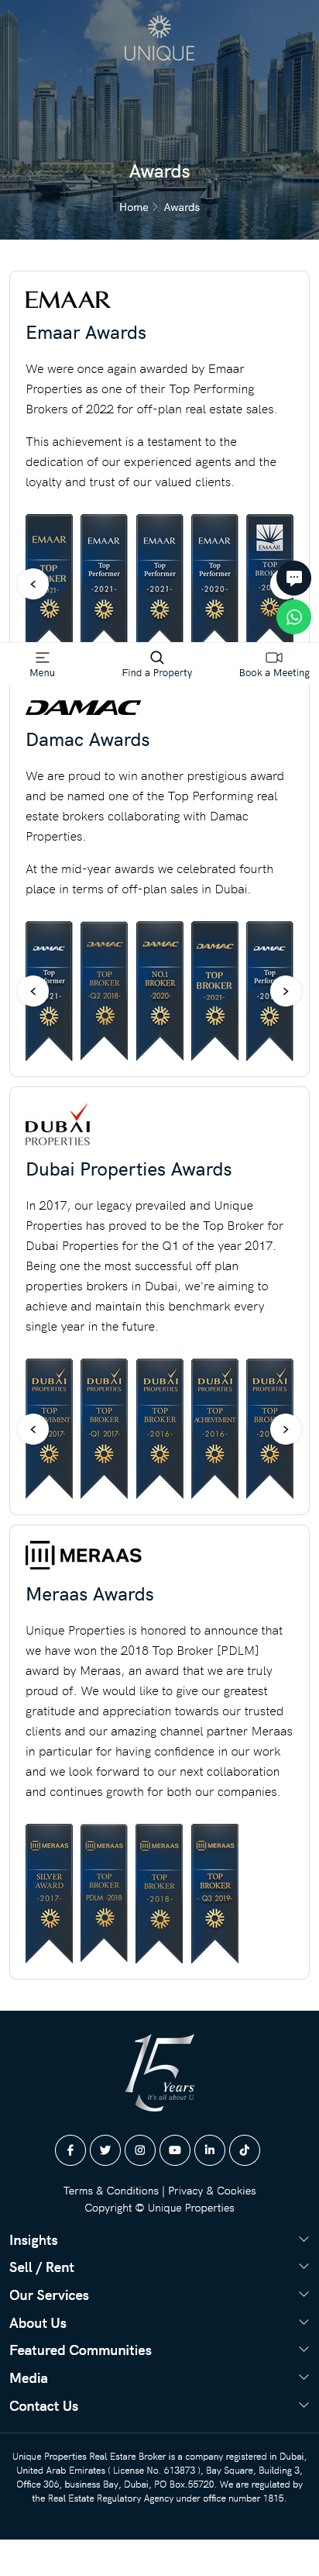 UNIQUE
Awards
Home > Awards
EMAAR
Emaar Awards
We were once again awarded by Emaar
Properties as one of their Top Performing
Brokers of 2022 for off-plan real estate sales.
This achievement is a testament to the
dedication of our experienced agents and the
loyalty and trust of our valued clients.
EMAAR EMAAR EMAAR EMAAR EMAAR
TOP BROKER
Top Performer -2021-
Top Performer -2021-
Top Performer -2020-
TOP
Menu Find a Property Book a Meeting
DAMAC
Damac Awards
We are proud to win another prestigious award
and be named one of the Top Performing real
estate brokers collaborating with Damac
Properties.
At the mid-year awards we celebrated fourth
place in terms of off-plan sales in Dubai.
DAMAC DAMAC DAMAC DAMAC DAMAC
Top
TOP BROKER -Q2 2018-
NO.1 BROKER -2020-
TOP BROKER -2021-
Top
DUBAI
PROPERTIES
Dubai Properties Awards
In 2017, our legacy prevailed and Unique
Properties has proved to be the Top Broker for
Dubai Properties for the Q1 of the year 2017.
Being one the most successful off plan
properties brokers in Dubai, we're aiming to
achieve and maintain this benchmark every
single year in the future.
DUBAI PROPERTIES DUBAI PROPERTIES DUBAI PROPERTIES DUBAI PROPERTIES DUBAI PROPERTIES
TOP
TOP BROKER -Q1 2017-
TOP BROKER -2016-
TOP ACHIEVEMENT -2016-
TOP
MERAAS
Meraas Awards
Unique Properties is honored to announce that
we have won the 2018 Top Broker [PDLM]
award by Meraas, an award that we are truly
proud of. We would like to give our greatest
gratitude and appreciation towards our trusted
clients and our amazing channel partner Meraas
in particular for having confidence in our work
and we look forward to our next collaboration
and continues growth for both our companies.
MERAAS MERAAS MERAAS MERAAS
SILVER AWARD -2017-
TOP BROKER PDLM -2018
TOP BROKER -2018-
TOP BROKER - Q3 2019-
15 Years
It's all about U.
Terms & Conditions | Privacy & Cookies
Copyright © Unique Properties
Insights
Sell / Rent
Our Services
About Us
Featured Communities
Media
Contact Us
Unique Properties Real Estare Broker is a company registered in Dubai,
United Arab Emirates ( License No. 613873 ), Bay Square, Building 3,
Office 306, business Bay, Dubai, PO Box.55720. We are regulated by
the Real Estate Regulatory Agency under office number 1815.